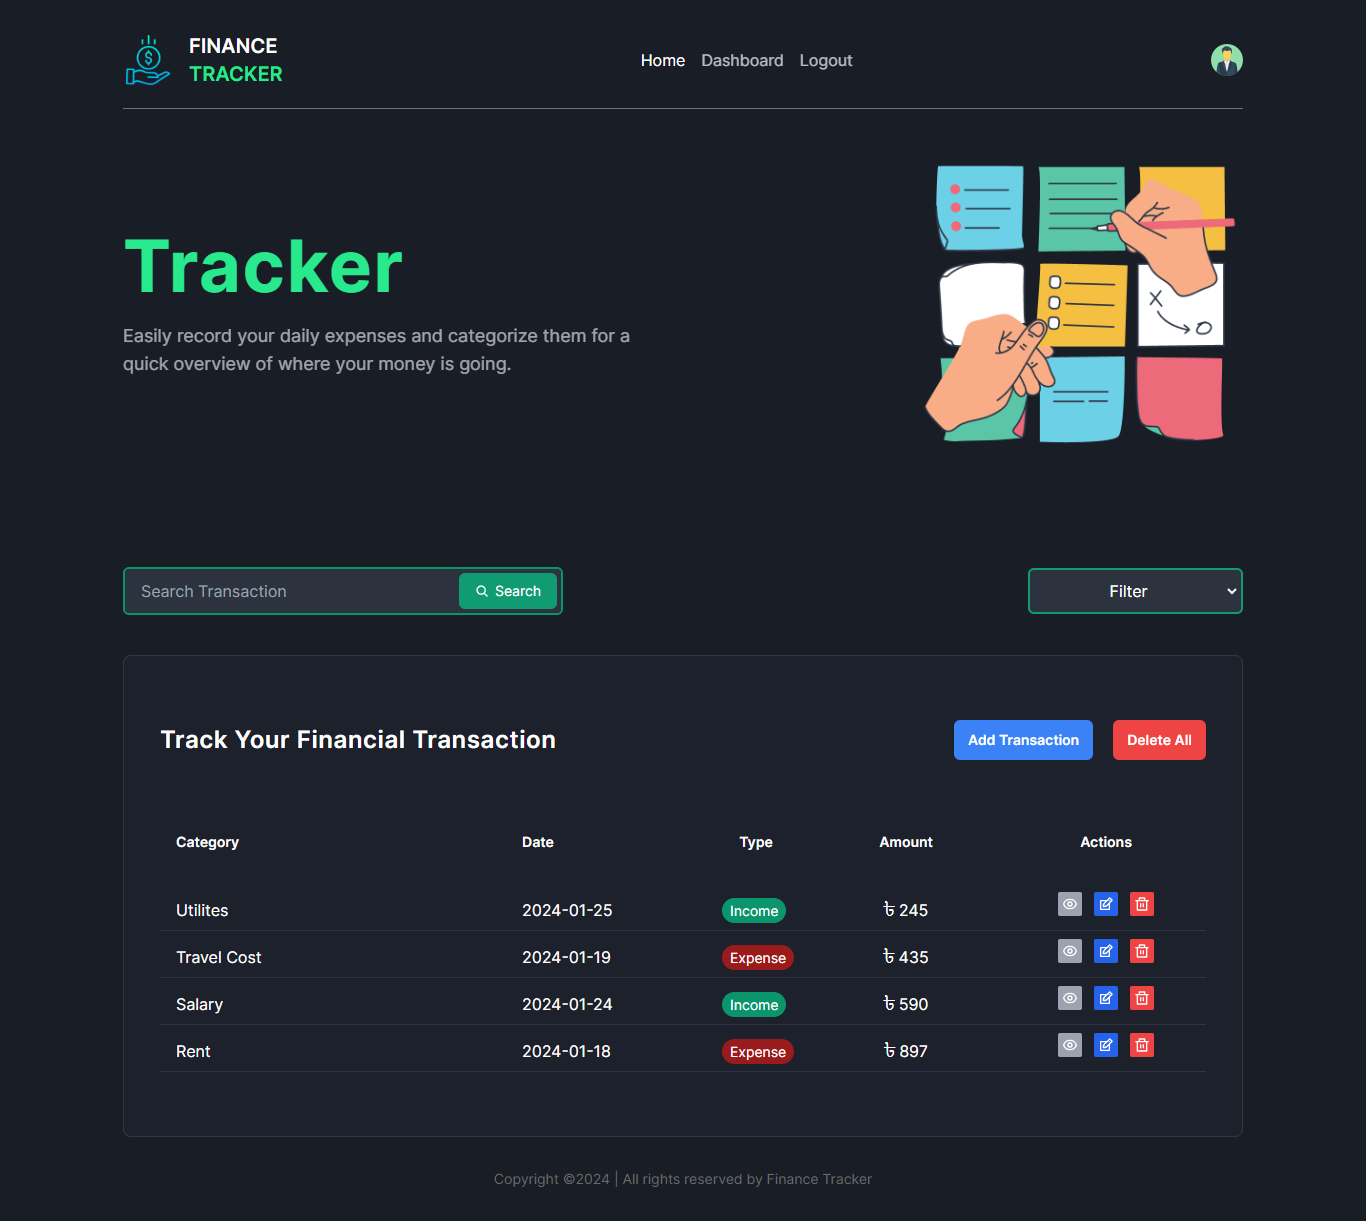 FINANCE
TRACKER
Home Dashboard Logout
Tracker
Easily record your daily expenses and categorize them for a
quick overview of where your money is going.
Search Transaction Search
Filter
Track Your Financial Transaction
Add Transaction Delete All
Category Date Type Amount Actions
Utilites 2024-01-25 Income ৳ 245
Travel Cost 2024-01-19 Expense ৳ 435
Salary 2024-01-24 Income ৳ 590
Rent 2024-01-18 Expense ৳ 897
Copyright ©2024 | All rights reserved by Finance Tracker